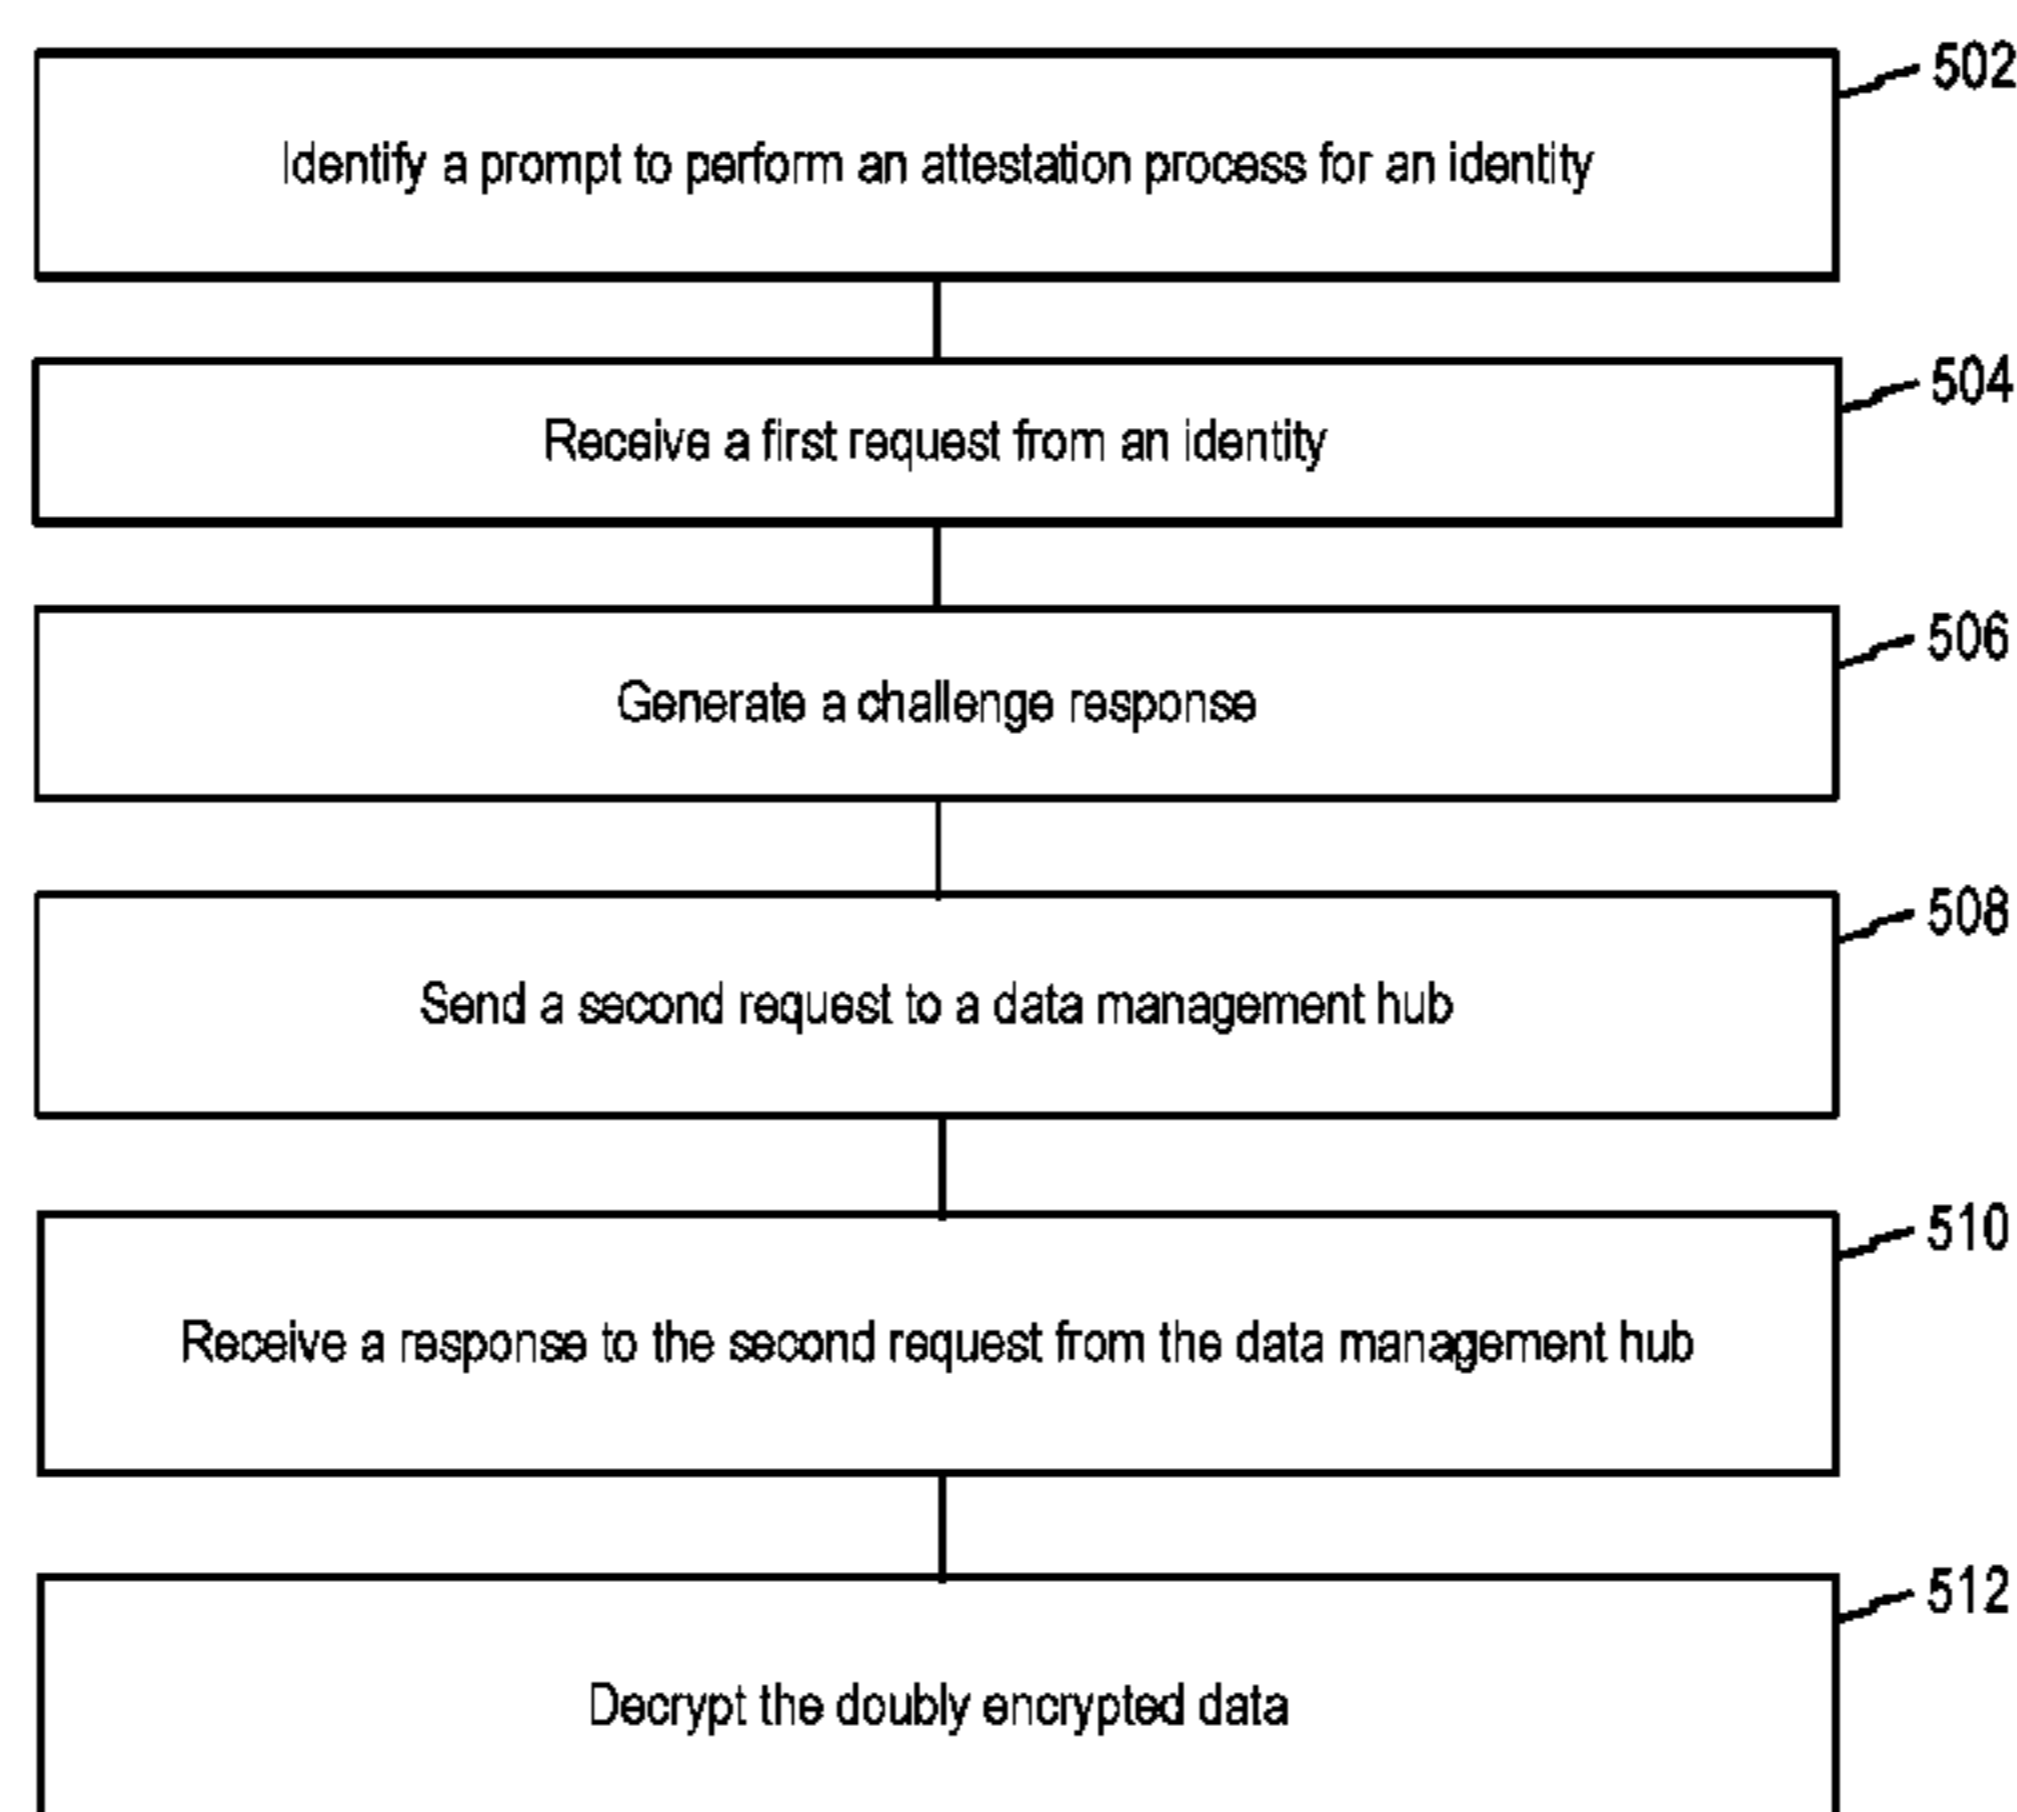 502
Identify a prompt to perform an attestation process for an identity
504
Receive a first request from an identity
506
Generate a challenge response
508
Send a second request to a data management hub
510
Receive a response to the second request from the data management hub
512
Decrypt the doubly encrypted data